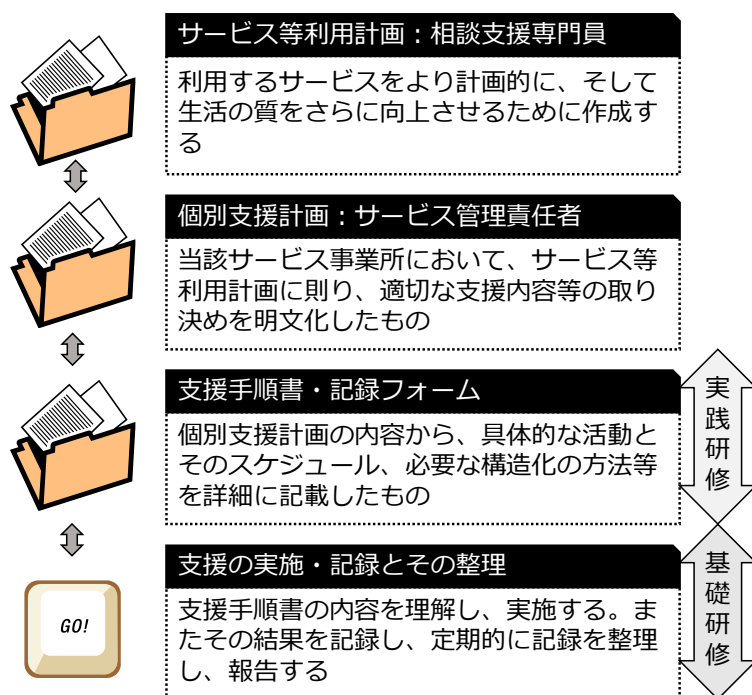 サービス等利用計画：相談支援専門員
利用するサービスをより計画的に、そして
生活の質をさらに向上させるために作成す
る
個別支援計画：サービス管理責任者
当該サービス事業所において、サービス等
利用計画に則り、適切な支援内容等の取り
決めを明文化したもの
支援手順書・記録フォーム
個別支援計画の内容から、具体的な活動と
そのスケジュール、必要な構造化の方法等
を詳細に記載したもの
実践研修
支援の実施・記録とその整理
GO!
支援手順書の内容を理解し、実施する。ま
たその結果を記録し、定期的に記録を整理
し、報告する
基礎研修